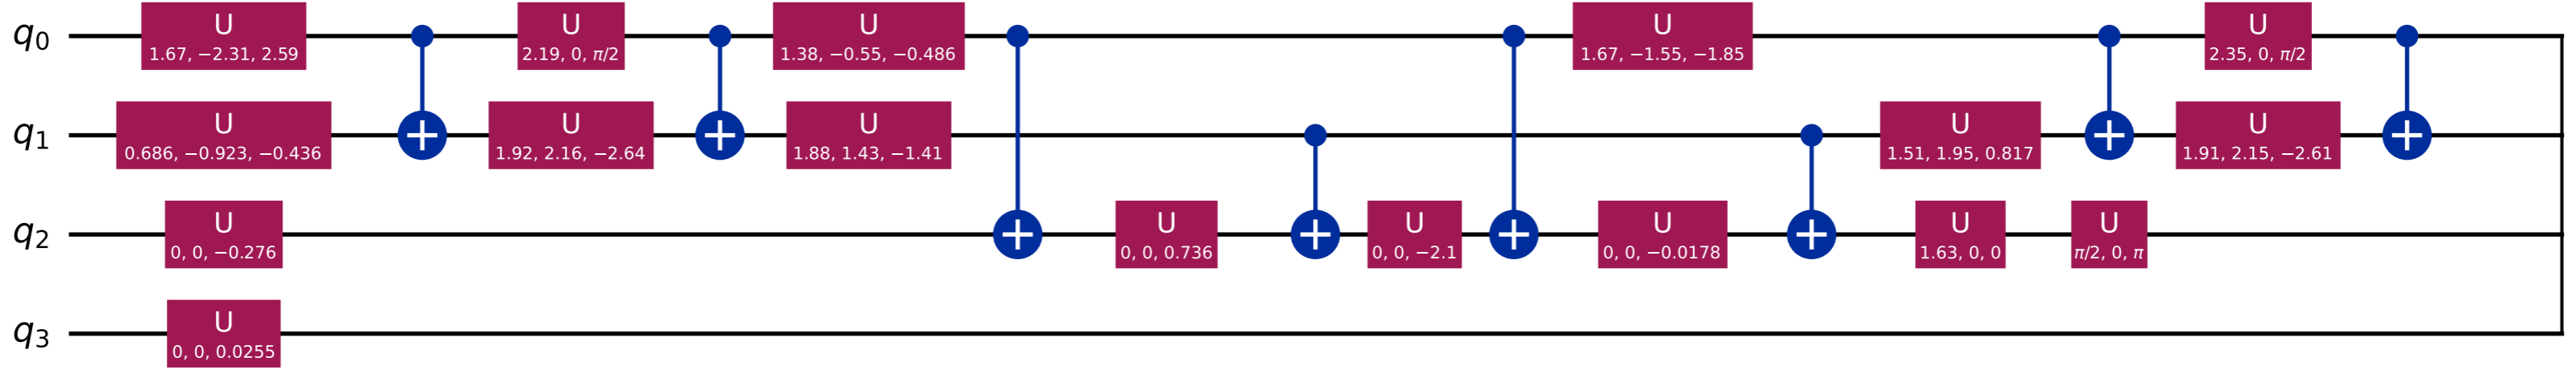 q0
U
1.67, −2.31, 2.59
U
2.19, 0, π/2
U
1.38, −0.55, −0.486
U
1.67, −1.55, −1.85
U
2.35, 0, π/2
q1
U
0.686, −0.923, −0.436
U
1.92, 2.16, −2.64
U
1.88, 1.43, −1.41
U
1.51, 1.95, 0.817
U
1.91, 2.15, −2.61
q2
U
0, 0, −0.276
U
0, 0, 0.736
U
0, 0, −2.1
U
0, 0, −0.0178
U
1.63, 0, 0
U
π/2, 0, π
q3
U
0, 0, 0.0255